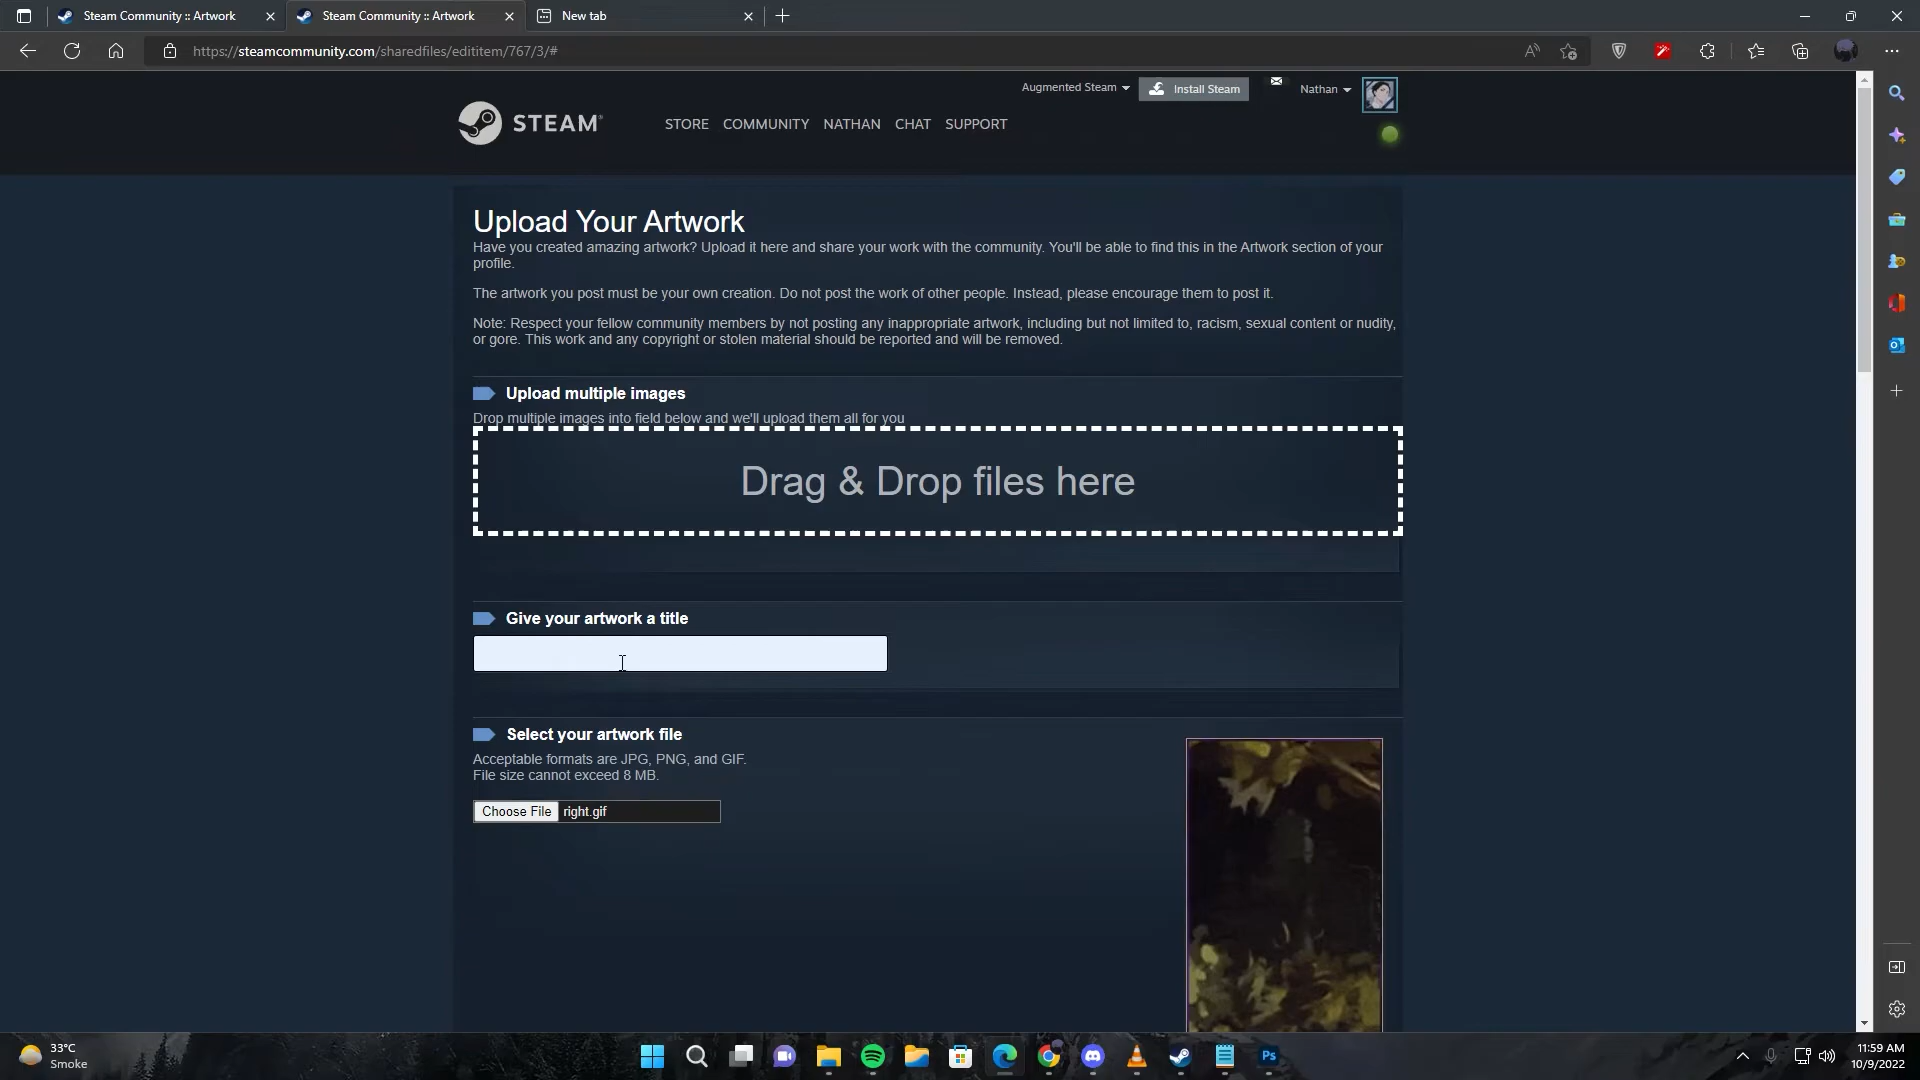 Steam Community :: Artwork
Steam Community :: Artwork
New tab
https://steamcommunity.com/sharedfiles/edititem/767/3/#
Augmented Steam
Install Steam
Nathan
STEAM
STORE COMMUNITY NATHAN CHAT SUPPORT
Upload Your Artwork
Have you created amazing artwork? Upload it here and share your work with the community. You'll be able to find this in the Artwork section of your
profile.
The artwork you post must be your own creation. Do not post the work of other people. Instead, please encourage them to post it.
Note: Respect your fellow community members by not posting any inappropriate artwork, including but not limited to, racism, sexual content or nudity,
or gore. This work and any copyright or stolen material should be reported and will be removed.
Upload multiple images
Drop multiple images into field below and we'll upload them all for you
Drag & Drop files here
Give your artwork a title
Select your artwork file
Acceptable formats are JPG, PNG, and GIF.
File size cannot exceed 8 MB.
Choose File right.gif
33°C
Smoke
Ps
11:59 AM
10/9/2022